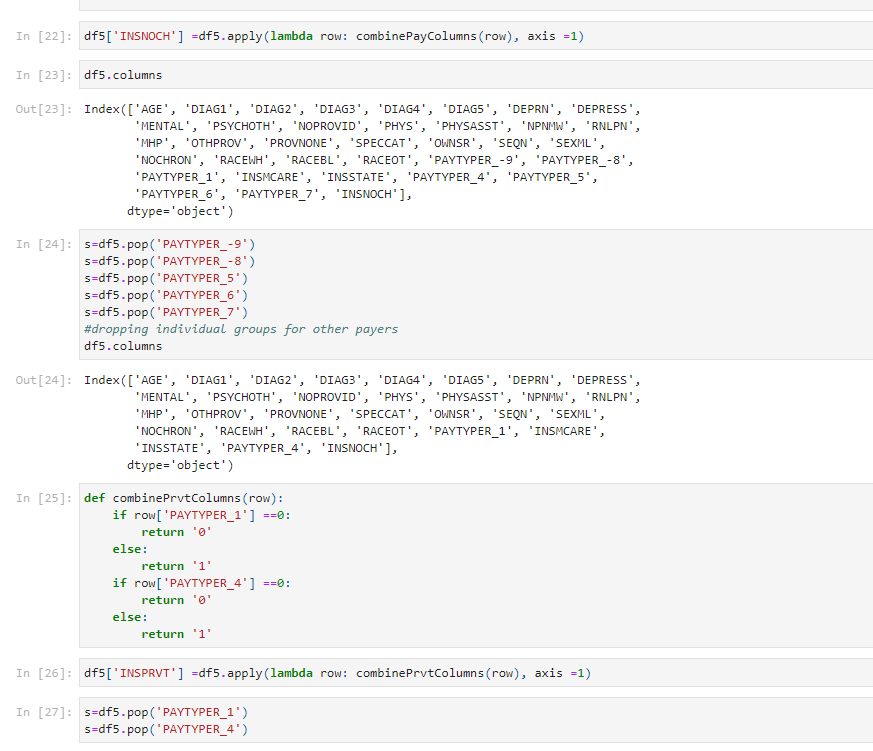 In [22]: df5['INSNOCH'] =df5.apply(lambda row: combinePayColumns(row), axis =1)
In [23]: df5.columns
Out[23]: Index(['AGE', 'DIAG1', 'DIAG2', 'DIAG3', 'DIAG4', 'DIAG5', 'DEPRN', 'DEPRESS',
'MENTAL', 'PSYCHOTH', 'NOPROVID', 'PHYS', 'PHYSASST', 'NPNMW', 'RNLPN',
'MHP', 'OTHPROV', 'PROVNONE', 'SPECCAT', 'OWNSR', 'SEQN', 'SEXML',
'NOCHRON', 'RACEWH', 'RACEBL', 'RACEOT', 'PAYTYPER_-9', 'PAYTYPER_-8',
'PAYTYPER_1', 'INSMCARE', 'INSSTATE', 'PAYTYPER_4', 'PAYTYPER_5',
'PAYTYPER_6', 'PAYTYPER_7', 'INSNOCH'],
dtype='object')
In [24]: s=df5.pop('PAYTYPER_-9')
s=df5.pop('PAYTYPER_-8')
s=df5.pop('PAYTYPER_5')
s=df5.pop('PAYTYPER_6')
s=df5.pop('PAYTYPER_7')
#dropping individual groups for other payers
df5.columns
Out[24]: Index(['AGE', 'DIAG1', 'DIAG2', 'DIAG3', 'DIAG4', 'DIAG5', 'DEPRN', 'DEPRESS',
'MENTAL', 'PSYCHOTH', 'NOPROVID', 'PHYS', 'PHYSASST', 'NPNMW', 'RNLPN',
'MHP', 'OTHPROV', 'PROVNONE', 'SPECCAT', 'OWNSR', 'SEQN', 'SEXML',
'NOCHRON', 'RACEWH', 'RACEBL', 'RACEOT', 'PAYTYPER_1', 'INSMCARE',
'INSSTATE', 'PAYTYPER_4', 'INSNOCH'],
dtype='object')
In [25]: def combinePrvtColumns(row):
if row['PAYTYPER_1'] ==0:
return '0'
else:
return '1'
if row['PAYTYPER_4'] ==0:
return '0'
else:
return '1'
In [26]: df5['INSPRVT'] =df5.apply(lambda row: combinePrvtColumns(row), axis =1)
In [27]: s=df5.pop('PAYTYPER_1')
s=df5.pop('PAYTYPER_4')